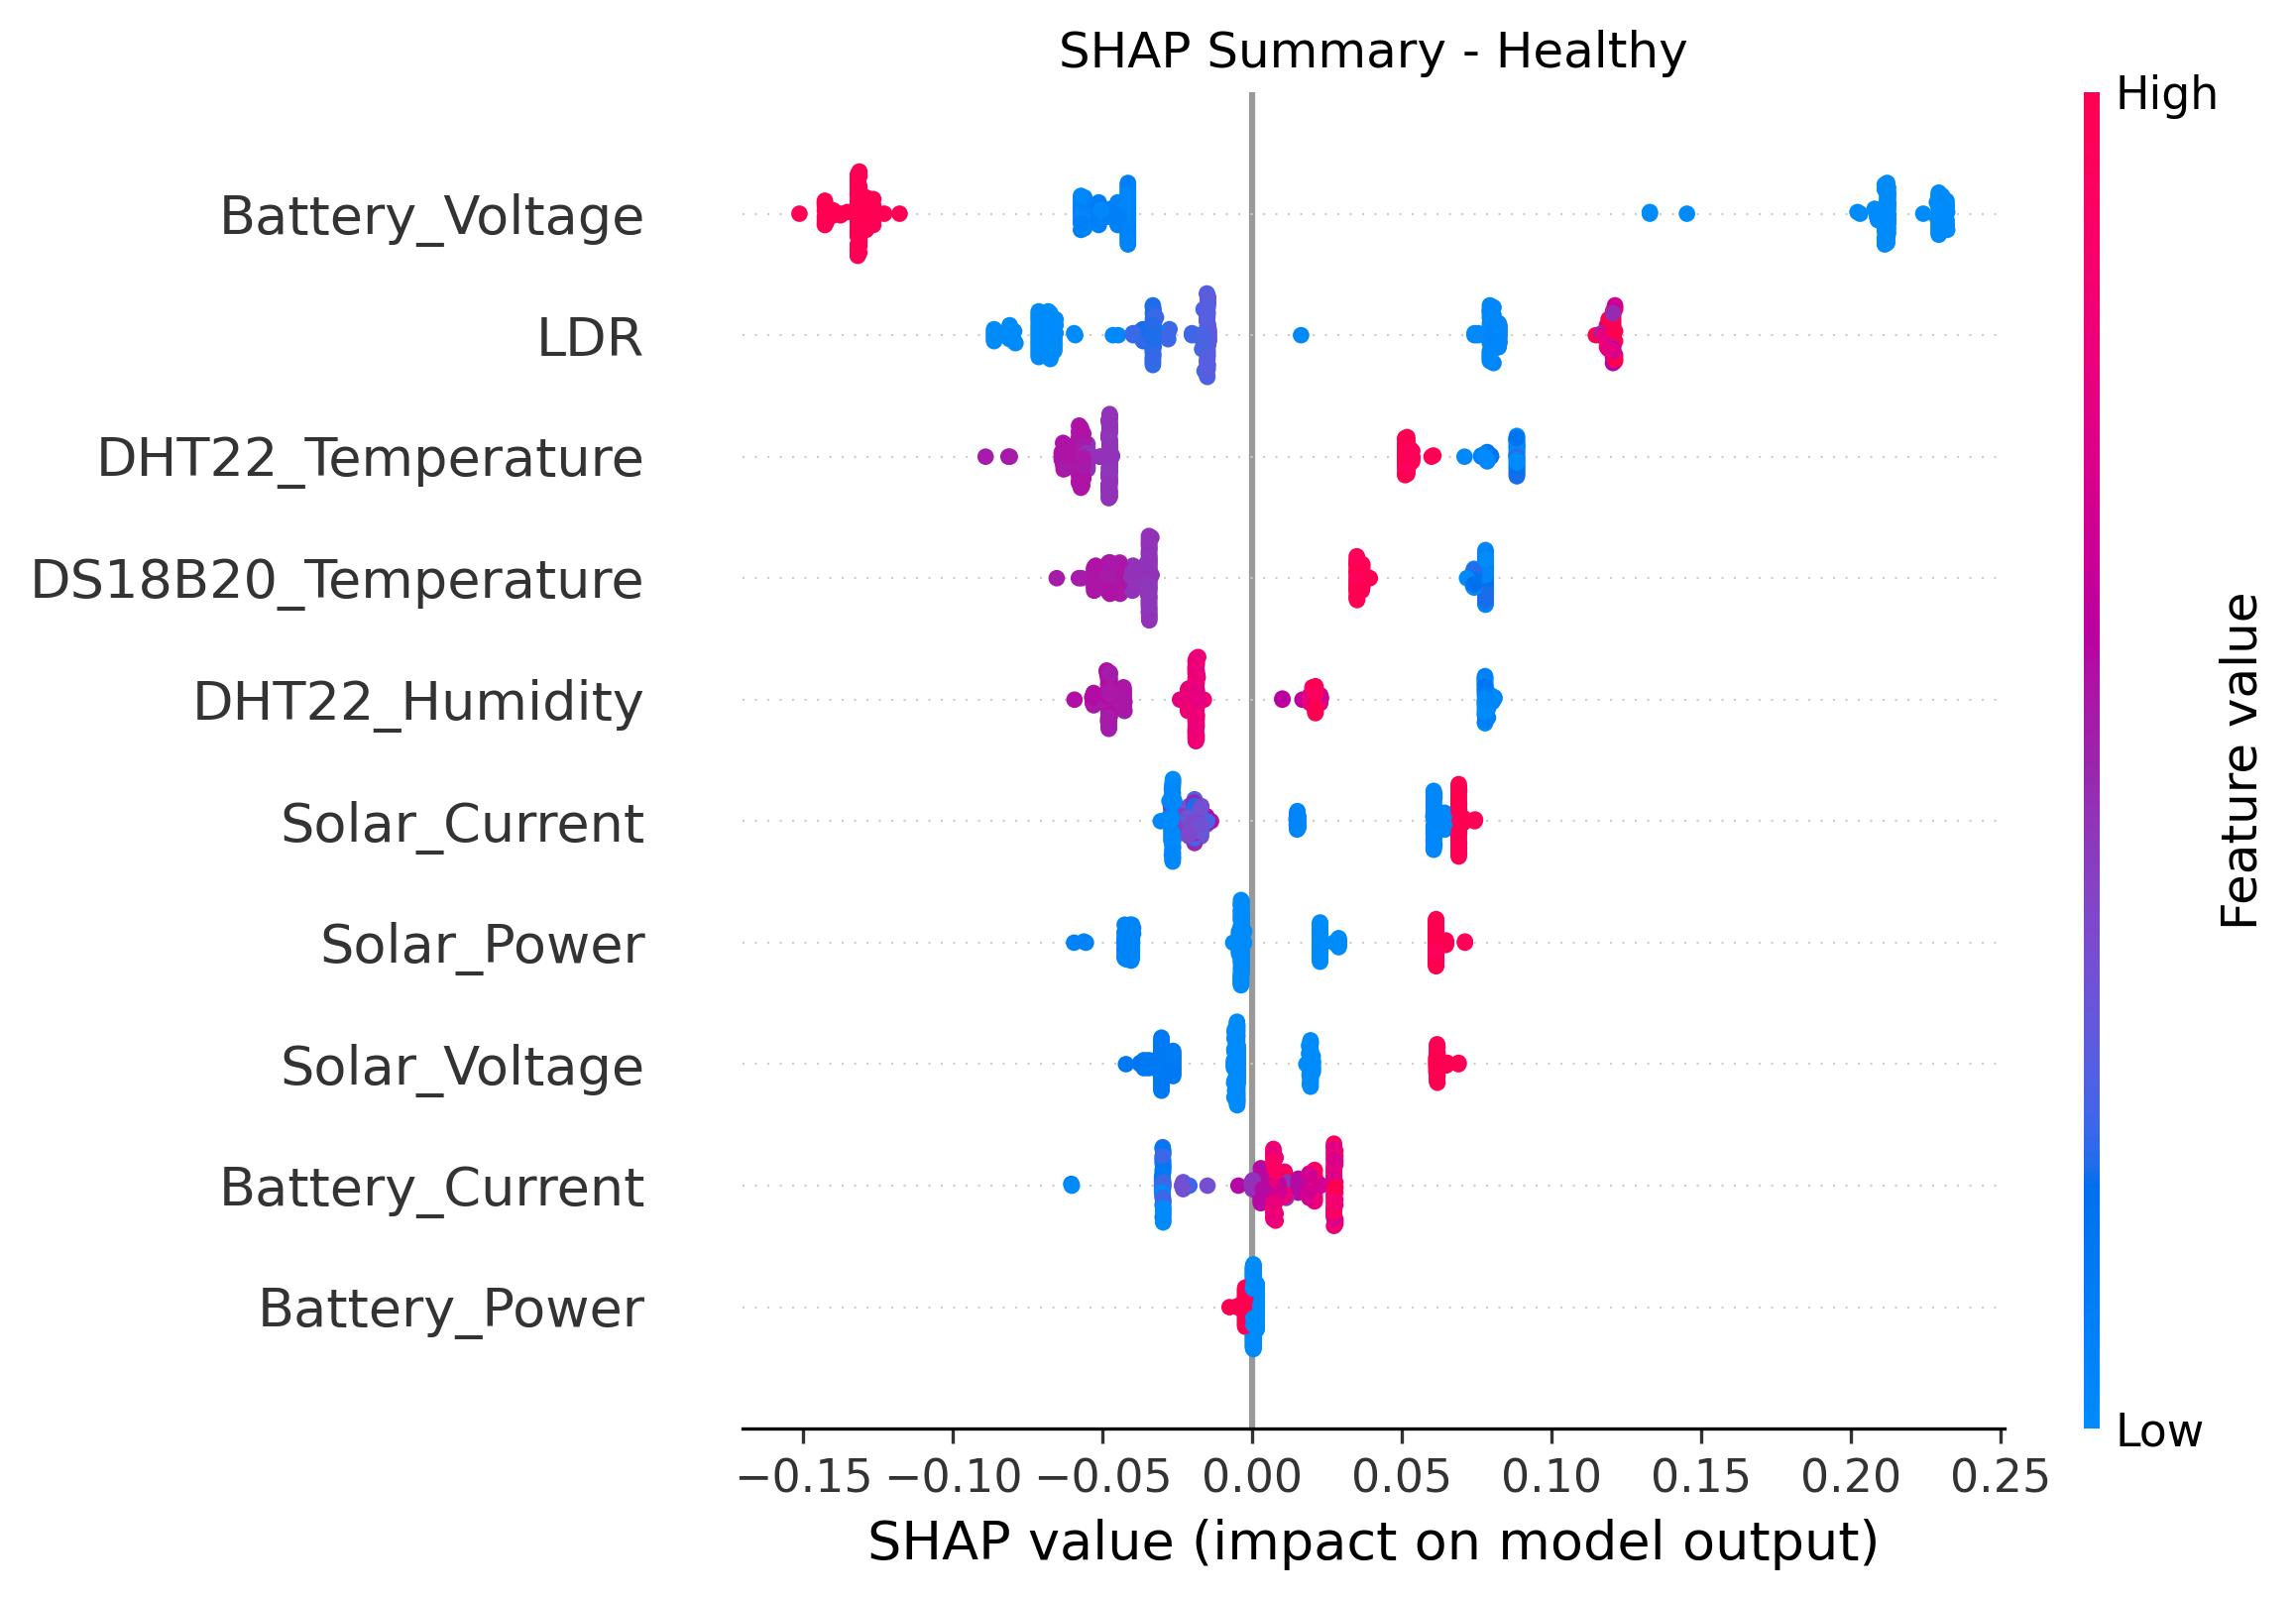 SHAP Summary - Healthy
High
Battery_Voltage
LDR
DHT22_Temperature
DS18B20_Temperature
DHT22_Humidity
Solar_Current
Solar_Power
Solar_Voltage
Battery_Current
Battery_Power
Feature value
Low
−0.15 −0.10 −0.05 0.00 0.05 0.10 0.15 0.20 0.25
SHAP value (impact on model output)